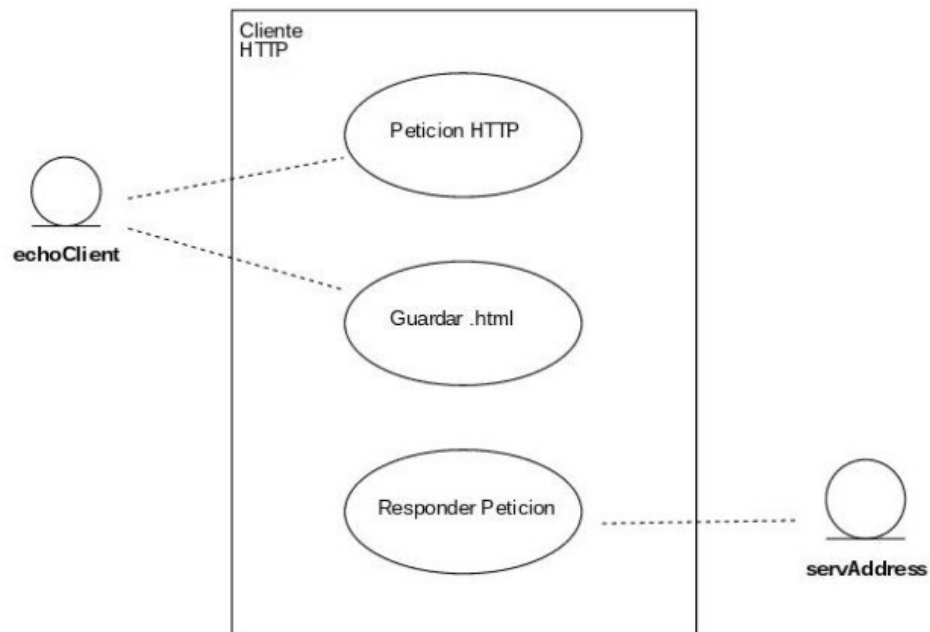 Cliente
HTTP
Peticion HTTP
echoClient
Guardar .html
Responder Peticion
servAddress